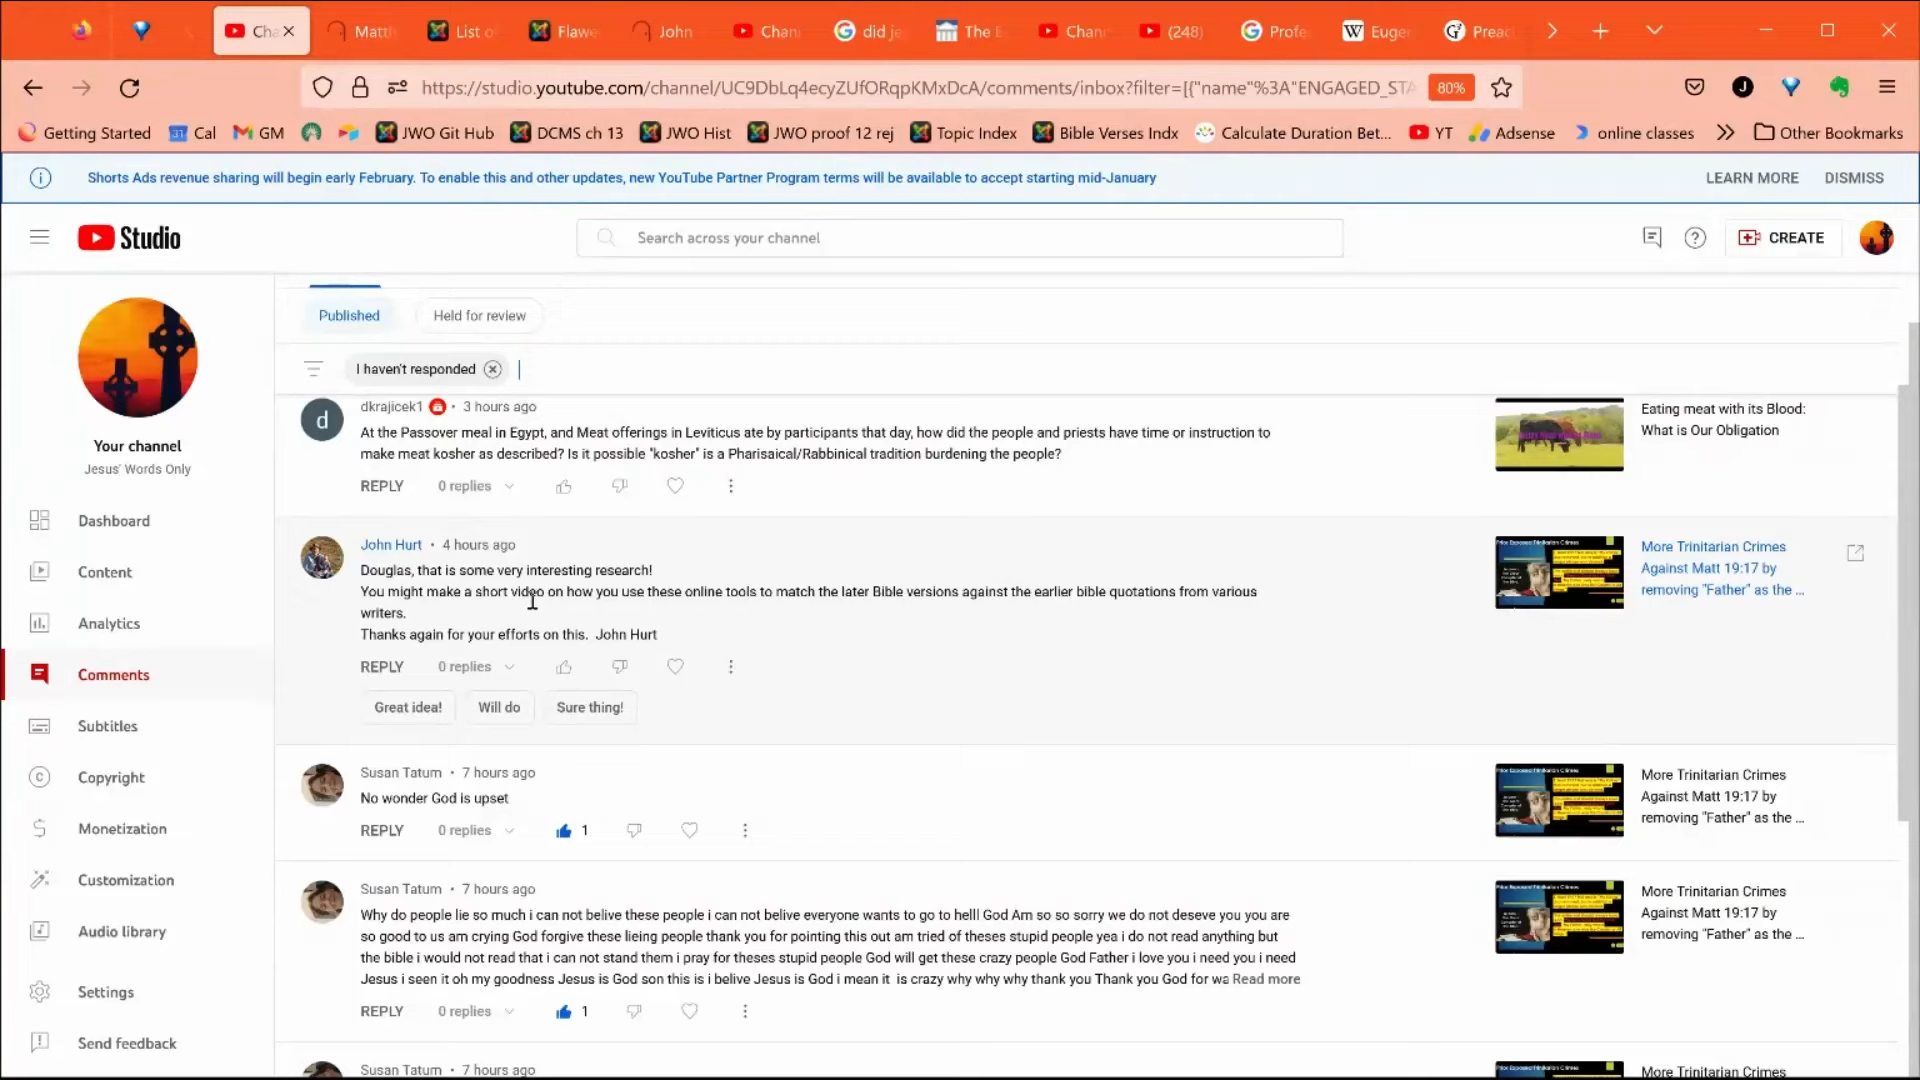 Cha
Matth
List o
Flawe
John
Chan
did je
The E
Chan
(248)
Profe
Euger
Preac
https://studio.youtube.com/channel/UC9DbLq4ecyZUfORqpKMxDcA/comments/inbox?filter=[{"name"%3A"ENGAGED_STA
80%
Getting Started
Cal
GM
JWO Git Hub
DCMS ch 13
JWO Hist
JWO proof 12 rej
Topic Index
Bible Verses Indx
Calculate Duration Bet...
YT
Adsense
online classes
Other Bookmarks
Shorts Ads revenue sharing will begin early February. To enable this and other updates, new YouTube Partner Program terms will be available to accept starting mid-January
LEARN MORE
DISMISS
Studio
Search across your channel
CREATE
Your channel
Jesus' Words Only
Dashboard
Content
Analytics
Comments
Subtitles
Copyright
Monetization
Customization
Audio library
Settings
Send feedback
Published
Held for review
I haven't responded
d
dkrajicek1 • 3 hours ago
At the Passover meal in Egypt, and Meat offerings in Leviticus ate by participants that day, how did the people and priests have time or instruction to
make meat kosher as described? Is it possible "kosher" is a Pharisaical/Rabbinical tradition burdening the people?
REPLY 0 replies
Eating meat with its Blood:
What is Our Obligation
John Hurt • 4 hours ago
Douglas, that is some very interesting research!
You might make a short video on how you use these online tools to match the later Bible versions against the earlier bible quotations from various
writers.
Thanks again for your efforts on this. John Hurt
REPLY 0 replies
Great idea!
Will do
Sure thing!
More Trinitarian Crimes
Against Matt 19:17 by
removing "Father" as the ...
Susan Tatum • 7 hours ago
No wonder God is upset
REPLY 0 replies 1
More Trinitarian Crimes
Against Matt 19:17 by
removing "Father" as the ...
Susan Tatum • 7 hours ago
Why do people lie so much i can not belive these people i can not belive everyone wants to go to helll God Am so so sorry we do not deseve you you are
so good to us am crying God forgive these lieing people thank you for pointing this out am tried of theses stupid people yea i do not read anything but
the bible i would not read that i can not stand them i pray for theses stupid people God will get these crazy people God Father i love you i need you i need
Jesus i seen it oh my goodness Jesus is God son this is i belive Jesus is God i mean it is crazy why why why thank you Thank you God for wa Read more
REPLY 0 replies 1
More Trinitarian Crimes
Against Matt 19:17 by
removing "Father" as the ...
Susan Tatum • 7 hours ago
More Trinitarian Crimes